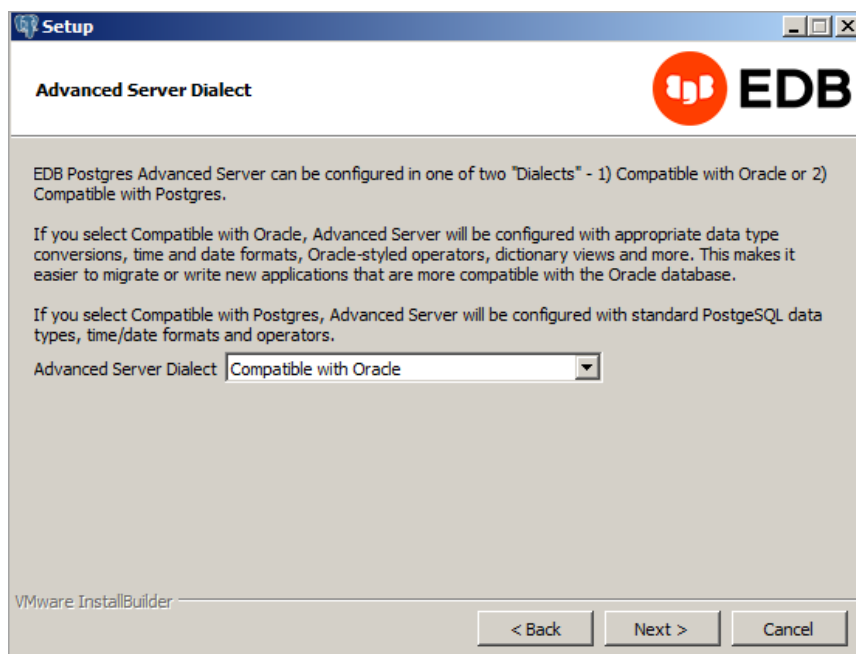 Setup
Advanced Server Dialect
EDB
EDB Postgres Advanced Server can be configured in one of two "Dialects" - 1) Compatible with Oracle or 2)
Compatible with Postgres.
If you select Compatible with Oracle, Advanced Server will be configured with appropriate data type
conversions, time and date formats, Oracle-styled operators, dictionary views and more. This makes it
easier to migrate or write new applications that are more compatible with the Oracle database.
If you select Compatible with Postgres, Advanced Server will be configured with standard PostgeSQL data
types, time/date formats and operators.
Advanced Server Dialect Compatible with Oracle
VMware InstallBuilder
< Back Next > Cancel